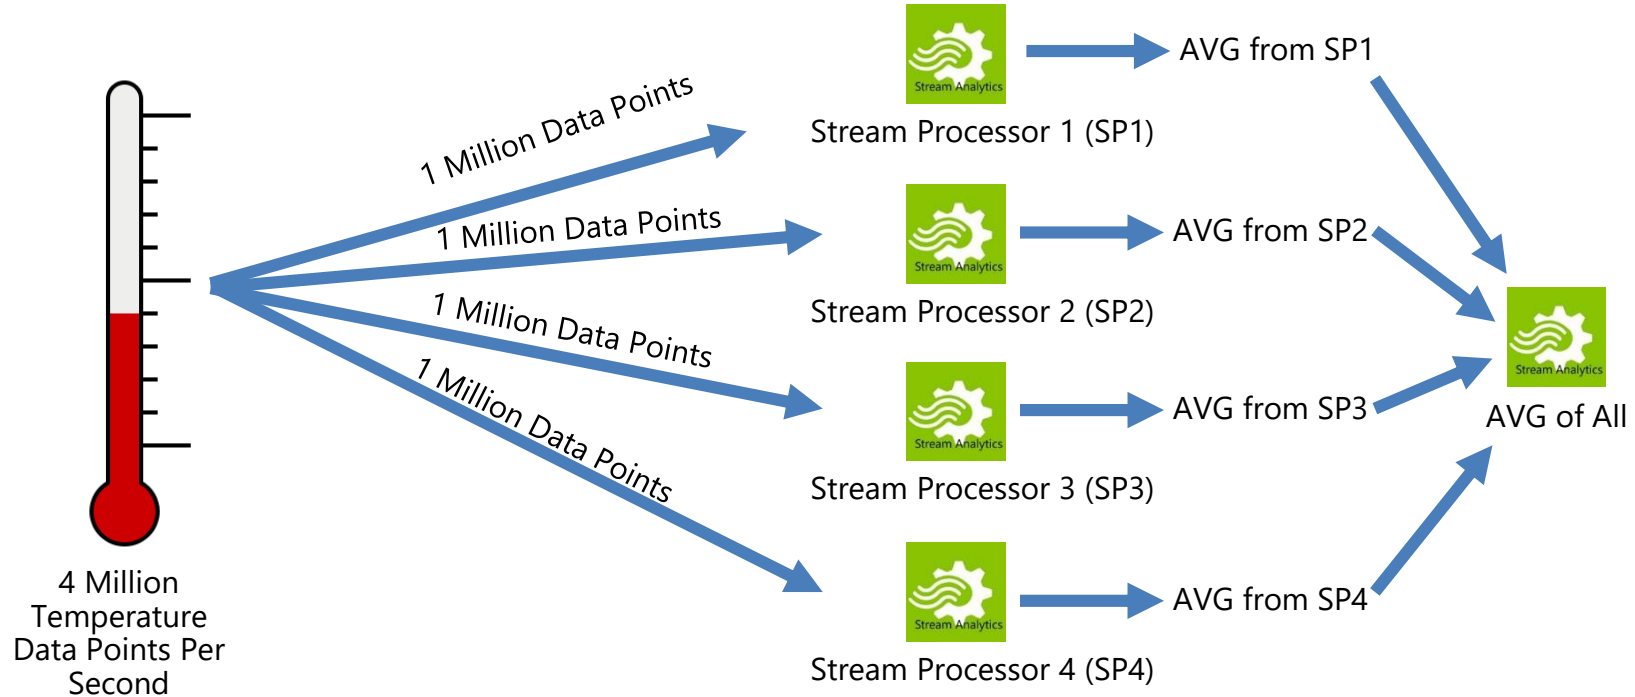 4 Million
Temperature
Data Points Per
Second
1 Million Data Points
1 Million Data Points
1 Million Data Points
1 Million Data Points
Stream Analytics
Stream Processor 1 (SP1)
AVG from SP1
Stream Analytics
Stream Processor 2 (SP2)
AVG from SP2
Stream Analytics
Stream Processor 3 (SP3)
AVG from SP3
Stream Analytics
Stream Processor 4 (SP4)
AVG from SP4
Stream Analytics
AVG of All